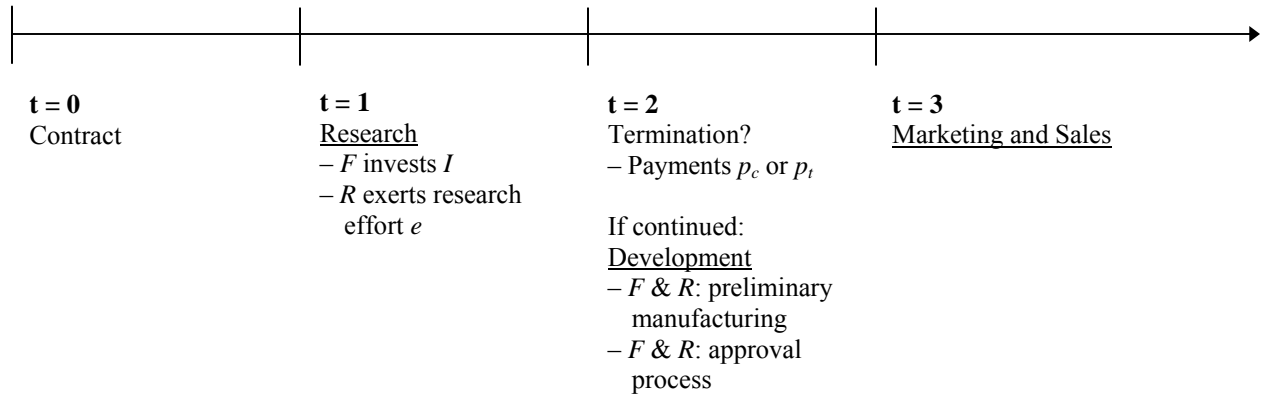 t = 0
Contract
t = 1
Research
– F invests I
– R exerts research
effort e
t = 2
Termination?
– Payments pc or pt
If continued:
Development
– F & R: preliminary
manufacturing
– F & R: approval
process
t = 3
Marketing and Sales